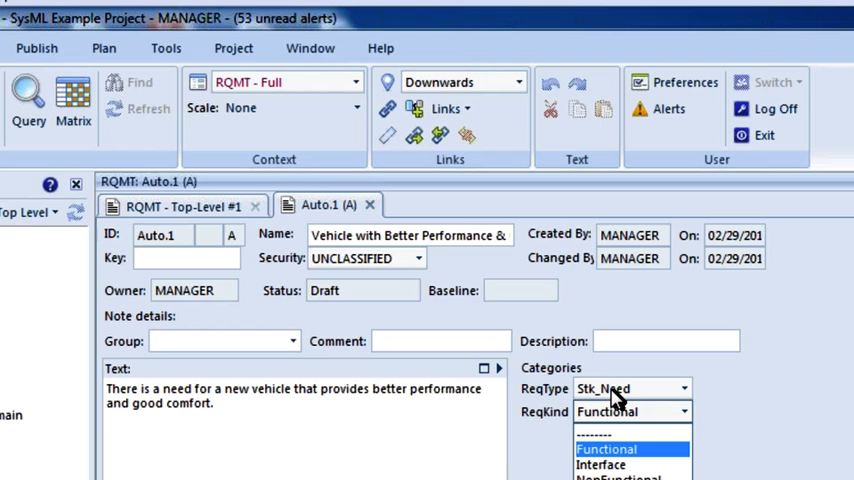 - SysML Example Project - MANAGER - (53 unread alerts)
Publish Plan Tools Project Window Help
Query
Matrix
Find
Refresh
RQMT - Full
Scale: None
Context
Downwards
Links
Links
Text
Preferences
Switch
Alerts
Log Off
Exit
User
RQMT: Auto.1 (A)
Top Level
RQMT - Top-Level #1
Auto.1 (A)
ID: Auto.1 A Name: Vehicle with Better Performance & Created By: MANAGER On: 02/29/201
Key: Security: UNCLASSIFIED Changed By MANAGER On: 02/29/201
Owner: MANAGER Status: Draft Baseline:
Note details:
Group: Comment: Description:
Text:
There is a need for a new vehicle that provides better performance
and good comfort.
main
Categories
ReqType Stk_Need
ReqKind Functional
--------
Functional
Interface
NonFunctional